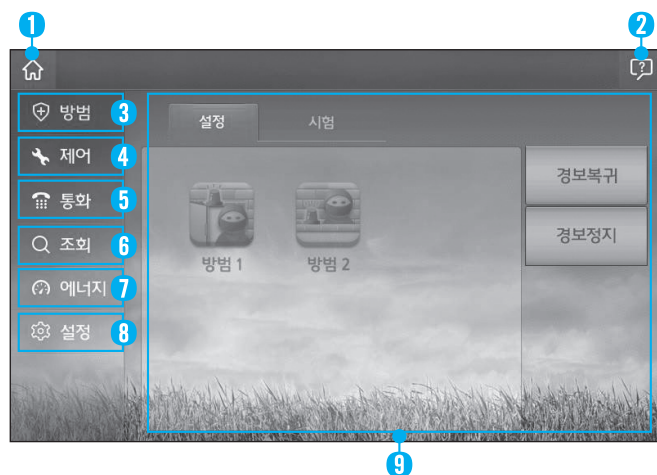 1
2
방범 3
제어 4
통화 5
조회 6
에너지 7
설정 8
설정 시험
방범 1 방범 2
경보복귀
경보정지
9